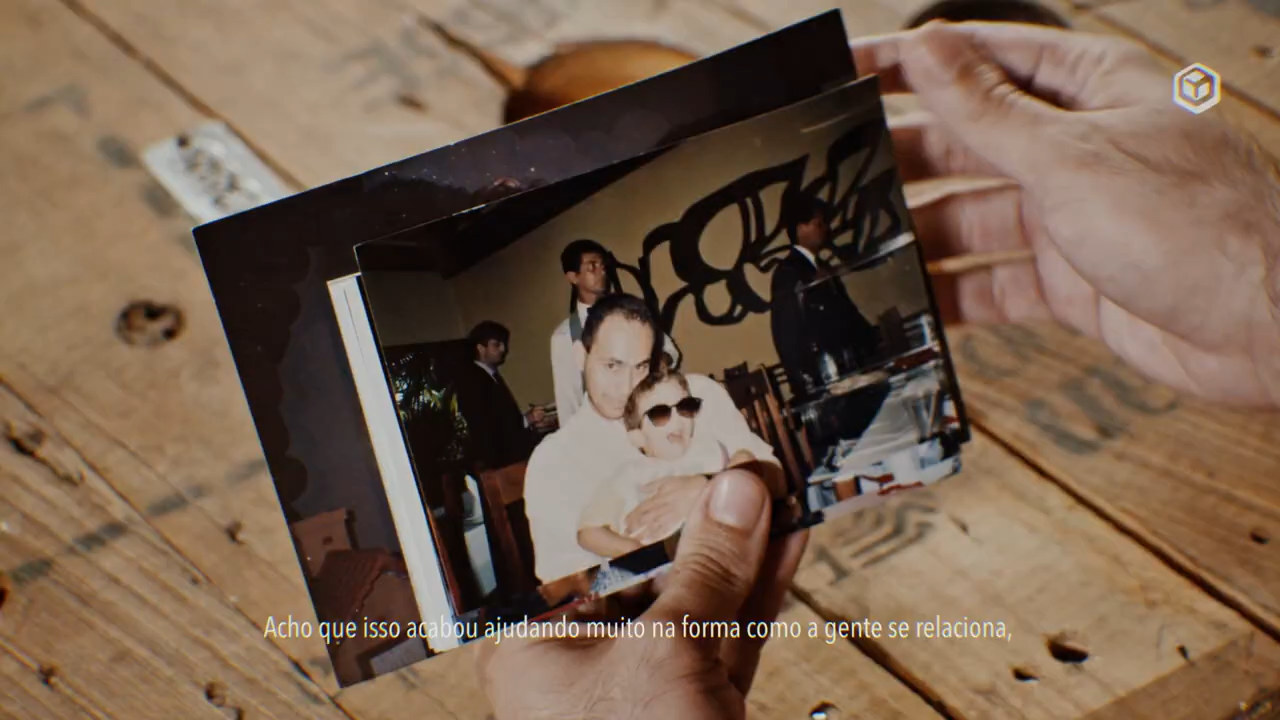 Acho que isso acabou ajudando muito na forma como a gente se relaciona,